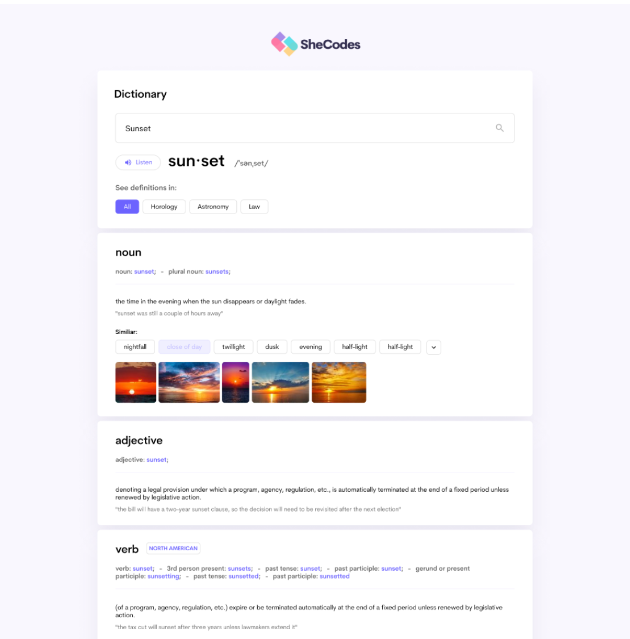 SheCodes
Dictionary
Sunset
Listen
sun·set
/ˈsənˌset/
See definitions in:
All
Horology
Astronomy
Law
noun
noun: sunset; - plural noun: sunsets;
the time in the evening when the sun disappears or daylight fades.
"sunset was still a couple of hours away"
Similiar:
nightfall
close of day
twillight
dusk
evening
half-light
half-light
adjective
adjective: sunset;
denoting a legal provision under which a program, agency, regulation, etc., is automatically terminated at the end of a fixed period unless
renewed by legislative action.
"the bill will have a two-year sunset clause, so the decision will need to be revisited after the next election"
verb
NORTH AMERICAN
verb: sunset; - 3rd person present: sunsets; - past tense: sunset; - past participle: sunset; - gerund or present
participle: sunsetting; - past tense: sunsetted; - past participle: sunsetted
(of a program, agency, regulation, etc.) expire or be terminated automatically at the end of a fixed period unless renewed by legislative
action.
"the tax cut will sunset after three years unless lawmakers extend it"